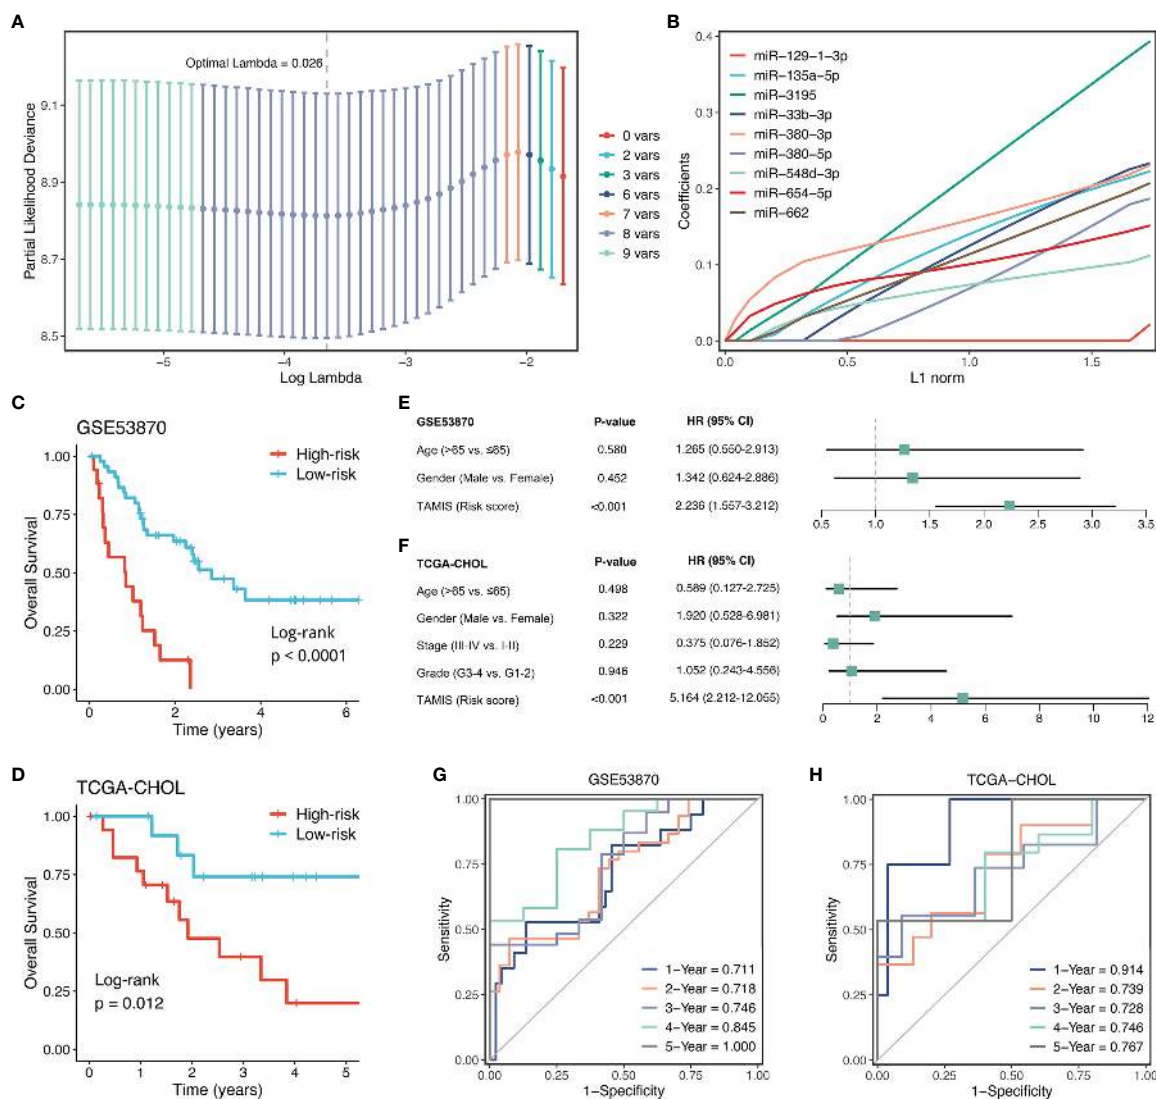 A
Optimal Lambda = 0.026
Partial Likelihood Deviance
9.1
8.9
8.7
8.5
−5
−4
−3
−2
Log Lambda
0 vars
2 vars
3 vars
6 vars
7 vars
8 vars
9 vars
B
miR−129−1−3p
miR−135a−5p
miR−3195
miR−33b−3p
miR−380−3p
miR−380−5p
miR−548d−3p
miR−654−5p
miR−662
Coefficients
0.4
0.3
0.2
0.1
0.0
0.0
0.5
1.0
1.5
L1 norm
C
GSE53870
High-risk
Low-risk
Overall Survival
1.00
0.75
0.50
0.25
0.00
Log-rank
p < 0.0001
0
2
4
6
Time (years)
E
GSE53870 P-value HR (95% CI)
Age (>65 vs. ≤65) 0.580 1.265 (0.550-2.913)
Gender (Male vs. Female) 0.452 1.342 (0.624-2.886)
TAMIS (Risk score) <0.001 2.236 (1.557-3.212)
0.5 1.0 1.5 2.0 2.5 3.0 3.5
F
TCGA-CHOL P-value HR (95% CI)
Age (>65 vs. ≤65) 0.498 0.589 (0.127-2.725)
Gender (Male vs. Female) 0.322 1.920 (0.528-6.981)
Stage (III-IV vs. I-II) 0.229 0.375 (0.076-1.852)
Grade (G3-4 vs. G1-2) 0.946 1.052 (0.243-4.556)
TAMIS (Risk score) <0.001 5.164 (2.212-12.055)
0 2 4 6 8 10 12
D
TCGA-CHOL
High-risk
Low-risk
Overall Survival
1.00
0.75
0.50
0.25
0.00
Log-rank
p = 0.012
0 1 2 3 4 5
Time (years)
G
GSE53870
Sensitivity
1.00
0.75
0.50
0.25
0.00
1-Year = 0.711
2-Year = 0.718
3-Year = 0.746
4-Year = 0.845
5-Year = 1.000
0.00 0.25 0.50 0.75 1.00
1-Specificity
H
TCGA−CHOL
Sensitivity
1.00
0.75
0.50
0.25
0.00
1-Year = 0.914
2-Year = 0.739
3-Year = 0.728
4-Year = 0.746
5-Year = 0.767
0.00 0.25 0.50 0.75 1.00
1-Specificity